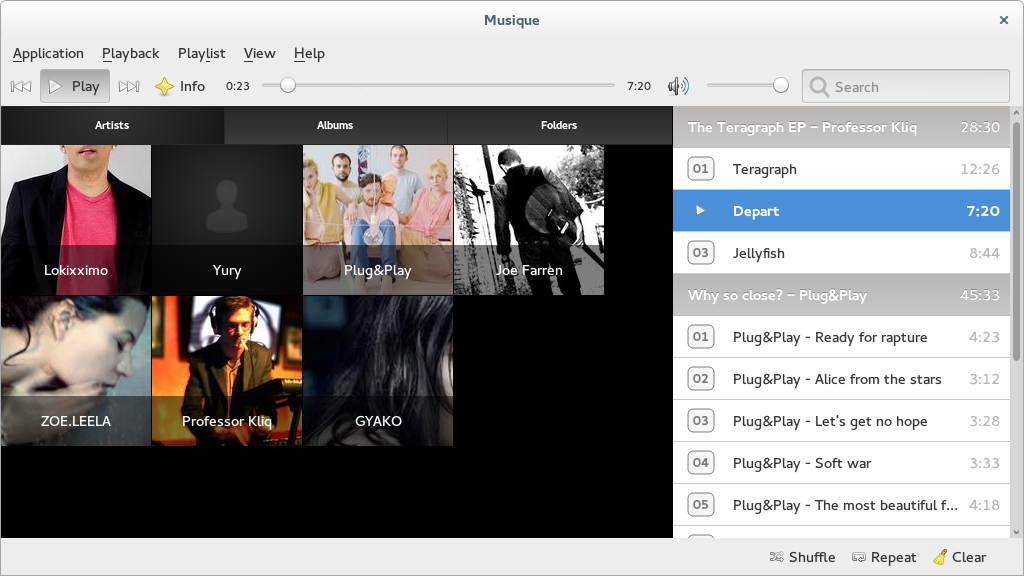 Musique
Application Playback Playlist View Help
Play Info 0:23 7:20 Search
Artists Albums Folders
Lokixximo Yury Plug&Play Joe Farren
ZOE.LEELA Professor Kliq GYAKO
The Teragraph EP – Professor Kliq 28:30
01 Teragraph 12:26
Depart 7:20
03 Jellyfish 8:44
Why so close? – Plug&Play 45:33
01 Plug&Play - Ready for rapture 4:23
02 Plug&Play - Alice from the stars 3:12
03 Plug&Play - Let's get no hope 3:28
04 Plug&Play - Soft war 3:33
05 Plug&Play - The most beautiful f... 4:18
Shuffle Repeat Clear